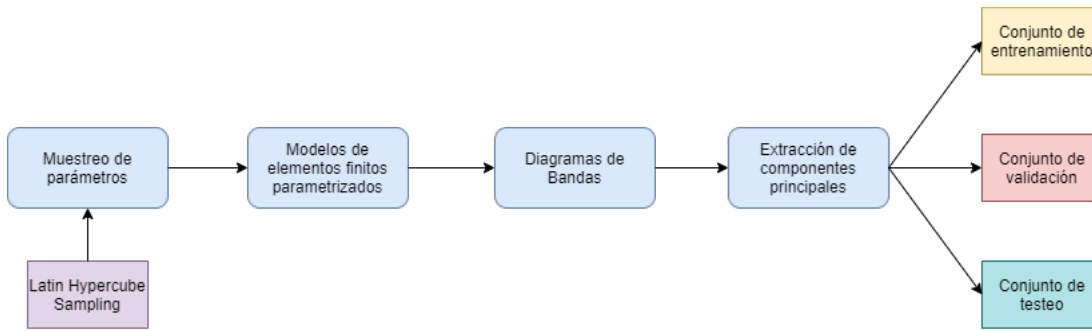 Muestreo de
parámetros
Latin Hypercube
Sampling
Modelos de
elementos finitos
parametrizados
Diagramas de
Bandas
Extracción de
componentes
principales
Conjunto de
entrenamiento
Conjunto de
validación
Conjunto de
testeo